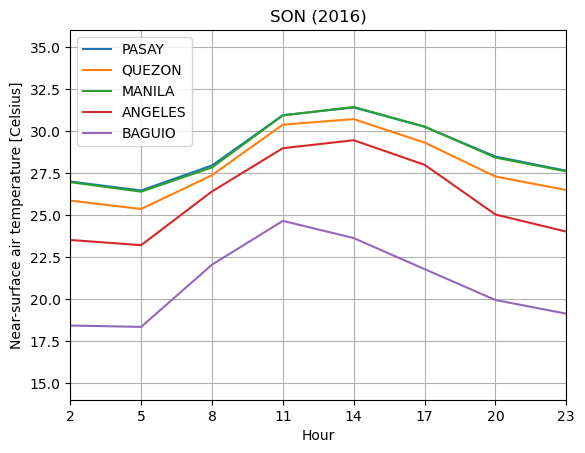 SON (2016)
PASAY
QUEZON
MANILA
ANGELES
BAGUIO
35.0
32.5
30.0
27.5
25.0
22.5
20.0
17.5
15.0
Near-surface air temperature [Celsius]
2 5 8 11 14 17 20 23
Hour